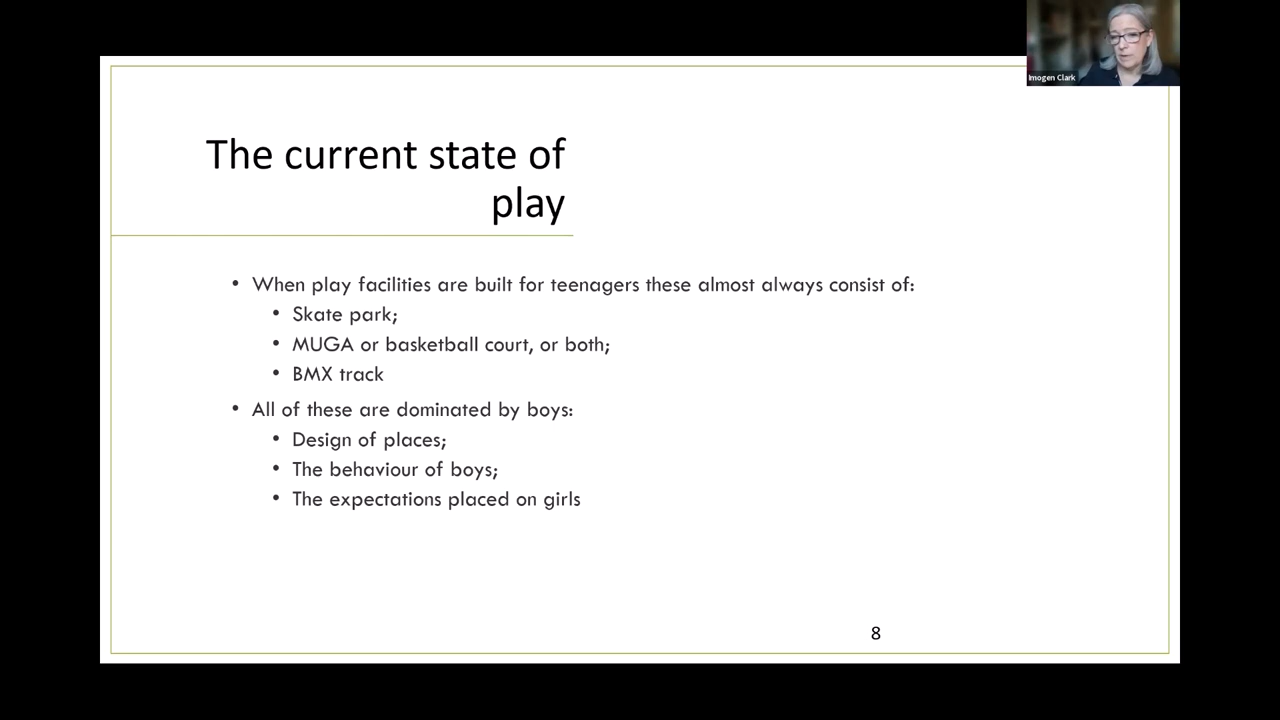 Imogen Clark
The current state of
play
• When play facilities are built for teenagers these almost always consist of:
• Skate park;
• MUGA or basketball court, or both;
• BMX track
• All of these are dominated by boys:
• Design of places;
• The behaviour of boys;
• The expectations placed on girls
8